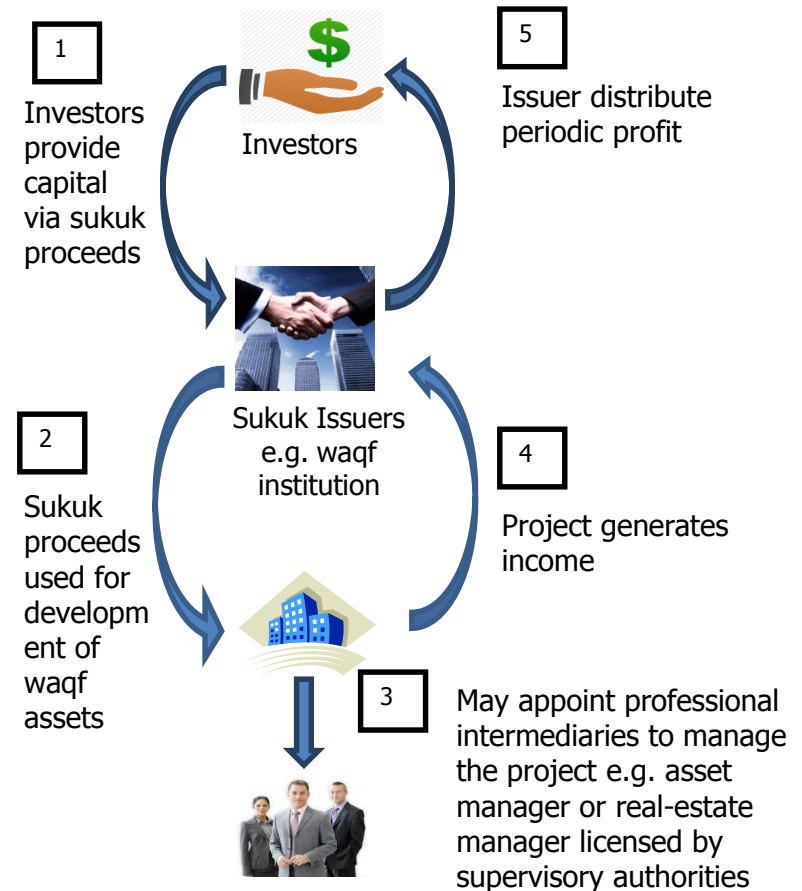 1
Investors
provide
capital
via sukuk
proceeds
Investors
5
Issuer distribute
periodic profit
Sukuk Issuers
e.g. waqf
institution
2
Sukuk
proceeds
used for
developm
ent of
waqf
assets
4
Project generates
income
3
May appoint professional
intermediaries to manage
the project e.g. asset
manager or real-estate
manager licensed by
supervisory authorities